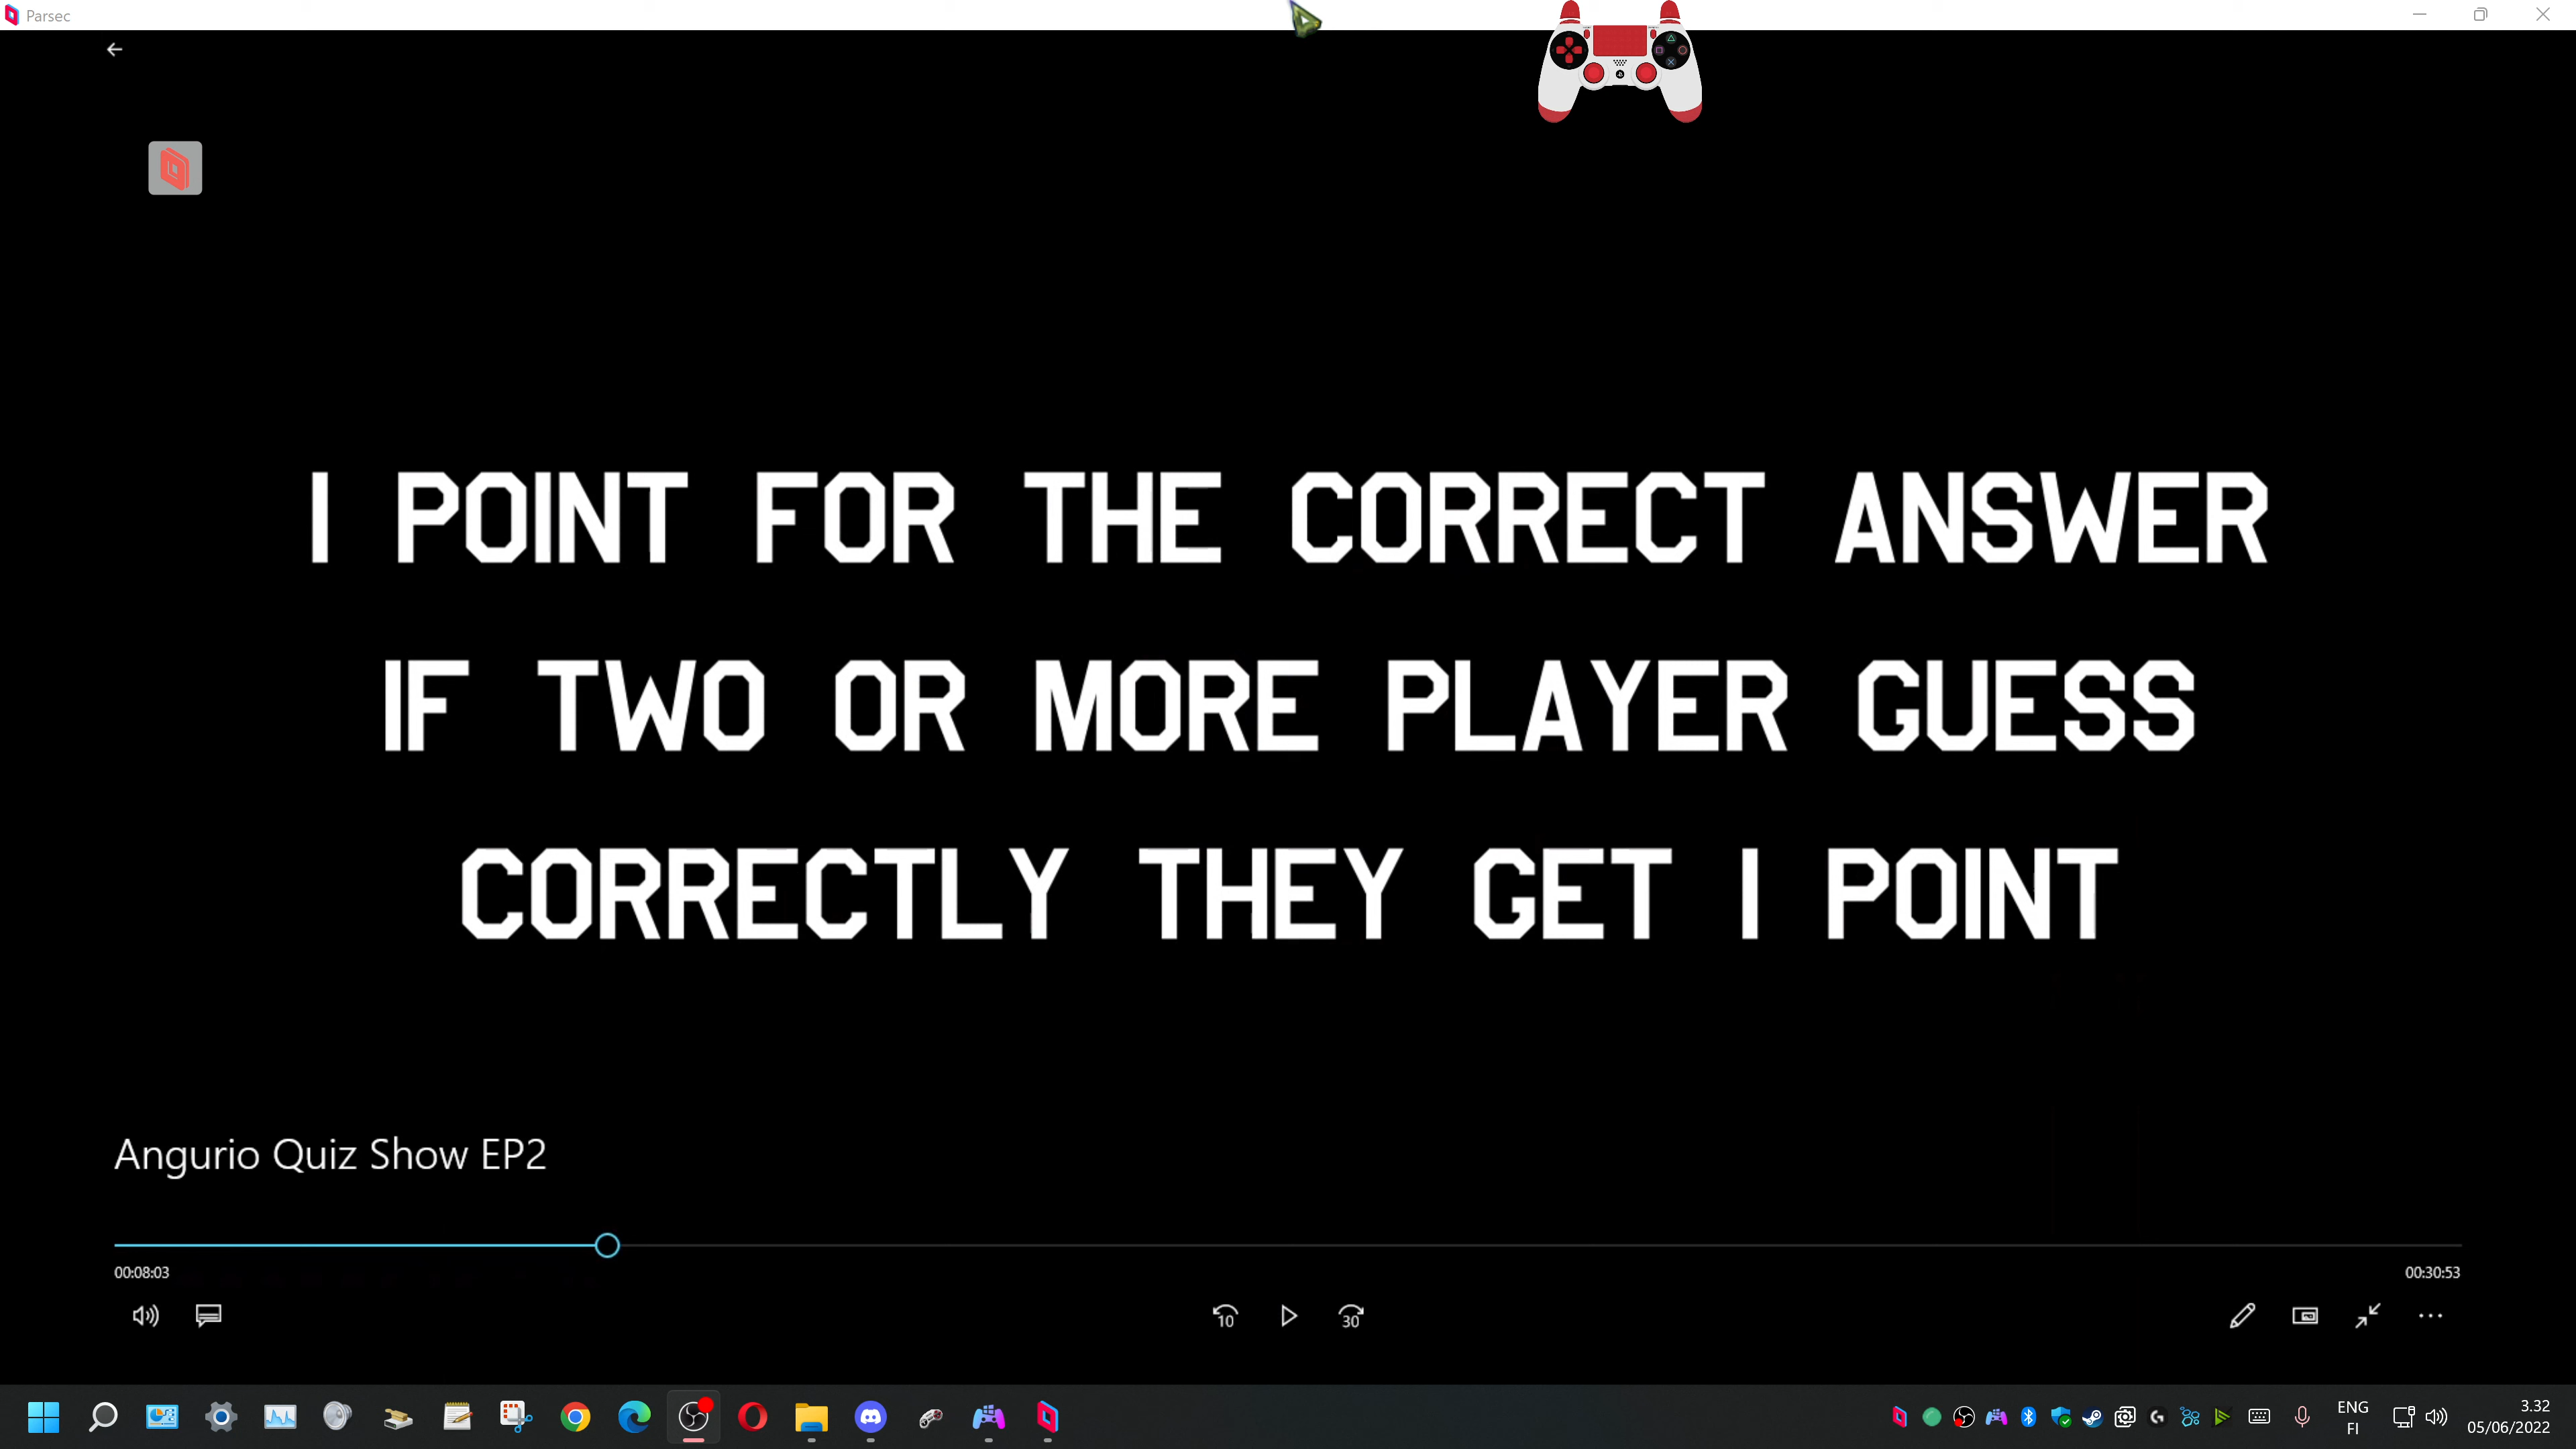 Parsec
I POINT FOR THE CORRECT ANSWER
IF TWO OR MORE PLAYER GUESS
CORRECTLY THEY GET I POINT
Angurio Quiz Show EP2
00:08:03
00:30:53
10
30
ENG
FI
3.32
05/06/2022